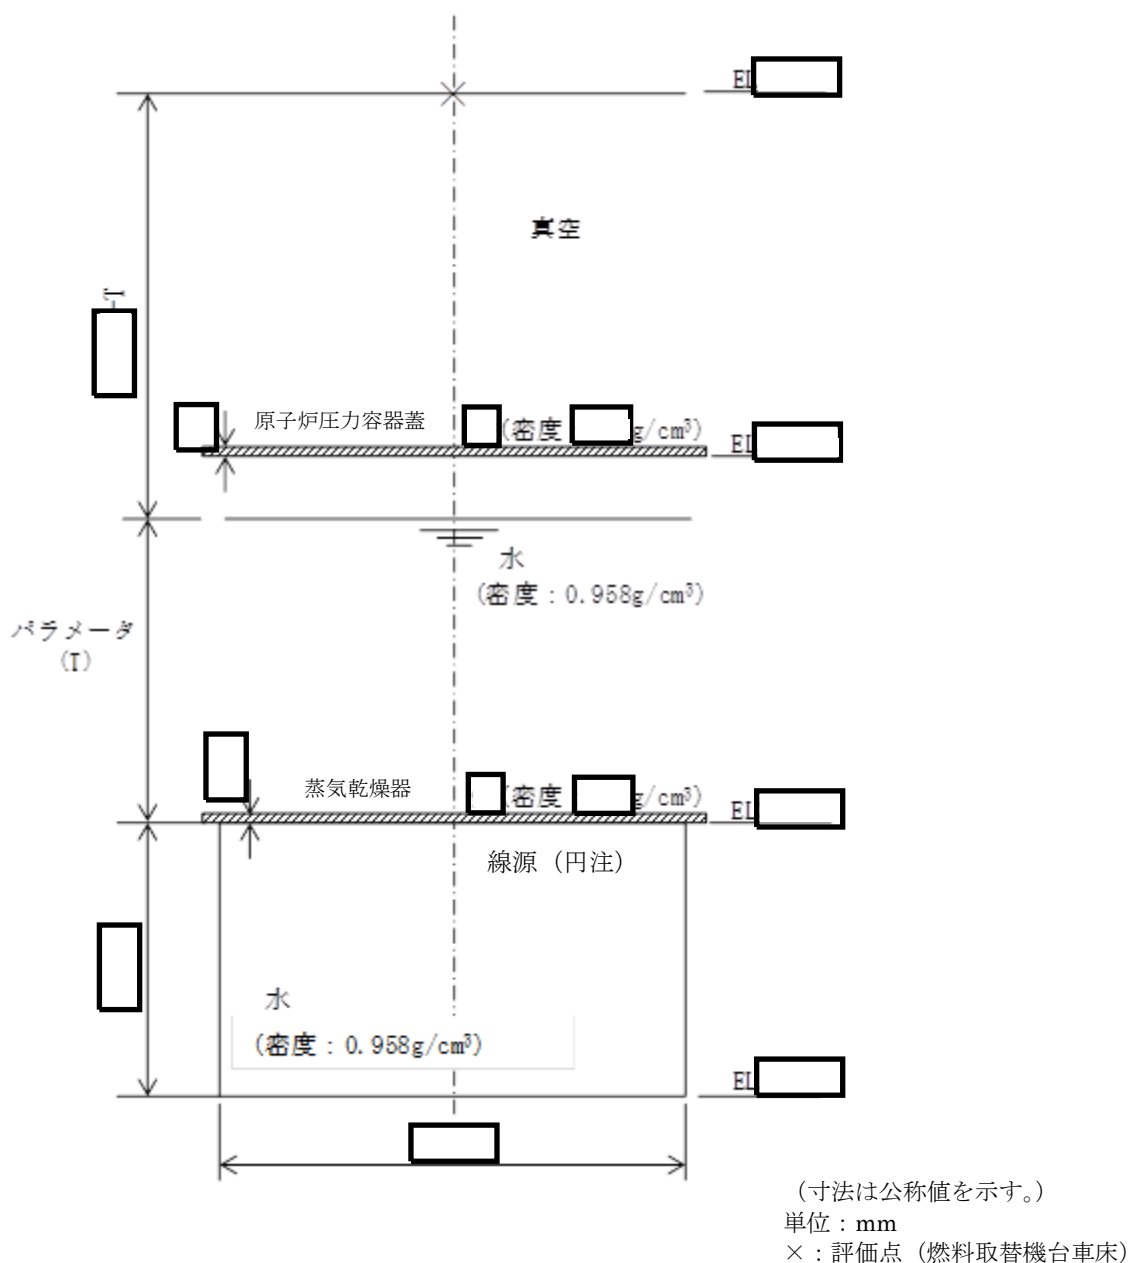 EL
真空
-T
原子炉圧力容器蓋
(密度
g/cm³)
EL
水
(密度：0.958g/cm³)
パラメータ
(T)
蒸気乾燥器
(密度
g/cm³)
EL
線源（円注）
水
(密度：0.958g/cm³)
EL
（寸法は公称値を示す。）
単位：mm
×：評価点（燃料取替機台車床）